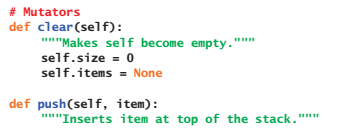 # Mutators
def clear(self):
    """Makes self become empty."""
    self.size = 0
    self.items = None
def push(self, item):
    """Inserts item at top of the stack."""